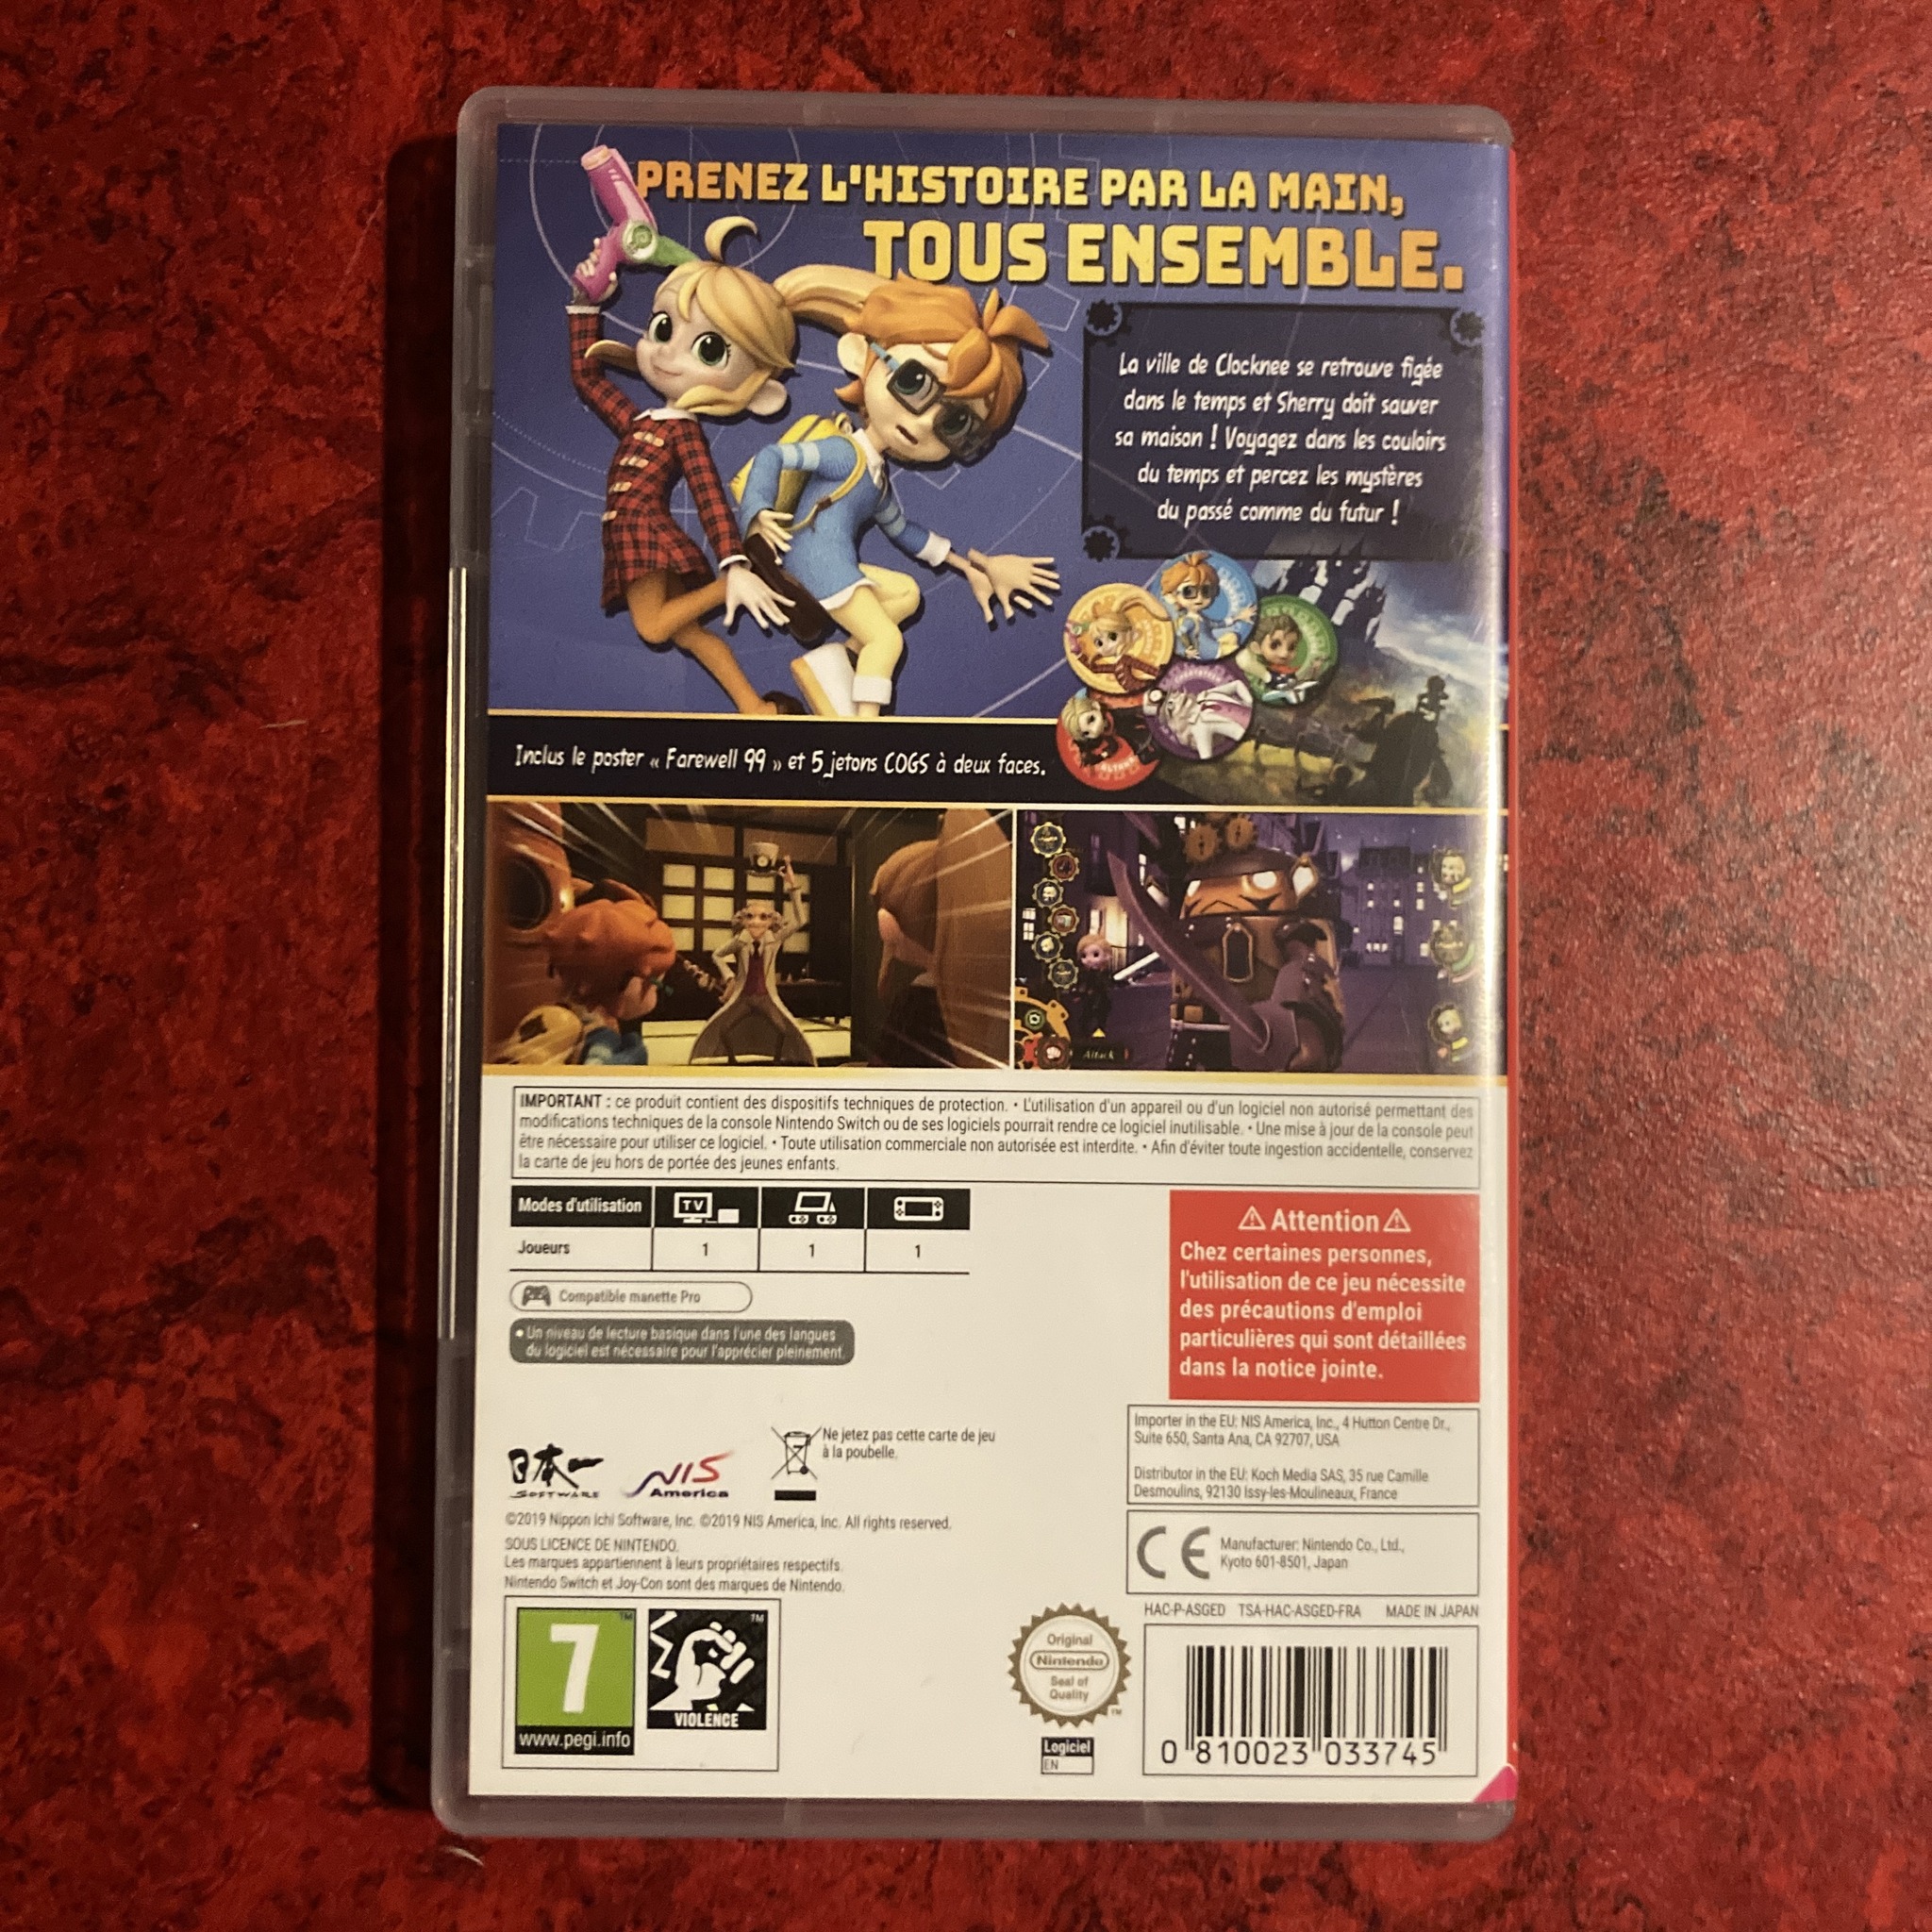 PRENEZ L'HISTOIRE PAR LA MAIN,
TOUS ENSEMBLE.
La ville de Clocknee se retrouve figée
dans le temps et Sherry doit sauver
sa maison ! Voyagez dans les couloirs
du temps et percez les mystères
du passé comme du futur !
Inclus le poster « Farewell 99 » et 5 jetons COGS à deux faces.
Attack
IMPORTANT : ce produit contient des dispositifs techniques de protection. • L'utilisation d'un appareil ou d'un logiciel non autorisé permettant des
modifications techniques de la console Nintendo Switch ou de ses logiciels pourrait rendre ce logiciel inutilisable. • Une mise à jour de la console peut
être nécessaire pour utiliser ce logiciel. • Toute utilisation commerciale non autorisée est interdite. • Afin d'éviter toute ingestion accidentelle, conservez
la carte de jeu hors de portée des jeunes enfants.
Modes d'utilisation TV
Joueurs 1 1 1
Compatible manette Pro
• Un niveau de lecture basique dans l'une des langues
du logiciel est nécessaire pour l'apprécier pleinement.
⚠ Attention ⚠
Chez certaines personnes,
l'utilisation de ce jeu nécessite
des précautions d'emploi
particulières qui sont détaillées
dans la notice jointe.
Importer in the EU: NIS America, Inc., 4 Hutton Centre Dr.,
Suite 650, Santa Ana, CA 92707, USA
Distributor in the EU: Koch Media SAS, 35 rue Camille
Desmoulins, 92130 Issy-les-Moulineaux, France
日本一
SOFTWARE
NIS
America
Ne jetez pas cette carte de jeu
à la poubelle.
©2019 Nippon Ichi Software, Inc. ©2019 NIS America, Inc. All rights reserved.
SOUS LICENCE DE NINTENDO.
Les marques appartiennent à leurs propriétaires respectifs.
Nintendo Switch et Joy-Con sont des marques de Nintendo.
CE
Manufacturer: Nintendo Co., Ltd.,
Kyoto 601-8501, Japan
HAC-P-ASGED TSA-HAC-ASGED-FRA MADE IN JAPAN
7 ™
www.pegi.info
™
VIOLENCE
Original
Nintendo
Seal of
Quality
™
Logiciel
EN
0 810023 033745